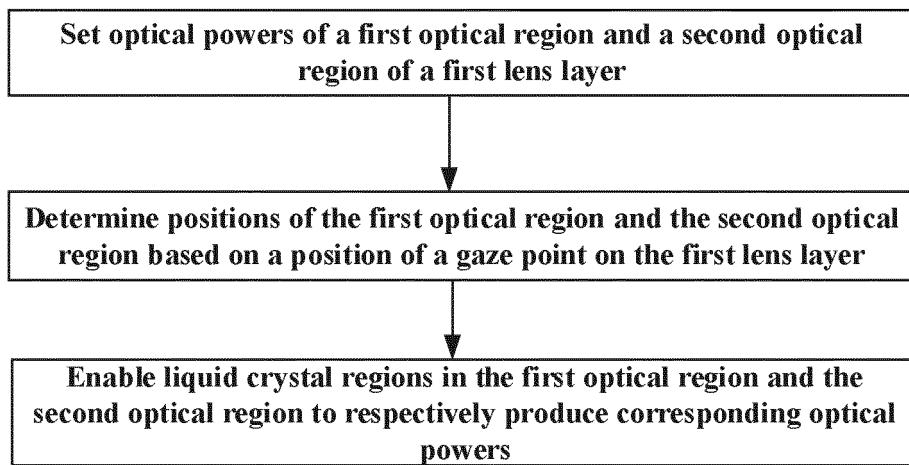 Set optical powers of a first optical region and a second optical
region of a first lens layer
Determine positions of the first optical region and the second optical
region based on a position of a gaze point on the first lens layer
Enable liquid crystal regions in the first optical region and the
second optical region to respectively produce corresponding optical
powers